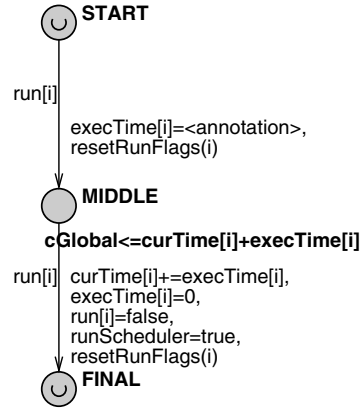 START
run[i]
execTime[i]=<annotation>,
resetRunFlags(i)
MIDDLE
cGlobal<=curTime[i]+execTime[i]
run[i]
curTime[i]+=execTime[i],
execTime[i]=0,
run[i]=false,
runScheduler=true,
resetRunFlags(i)
FINAL